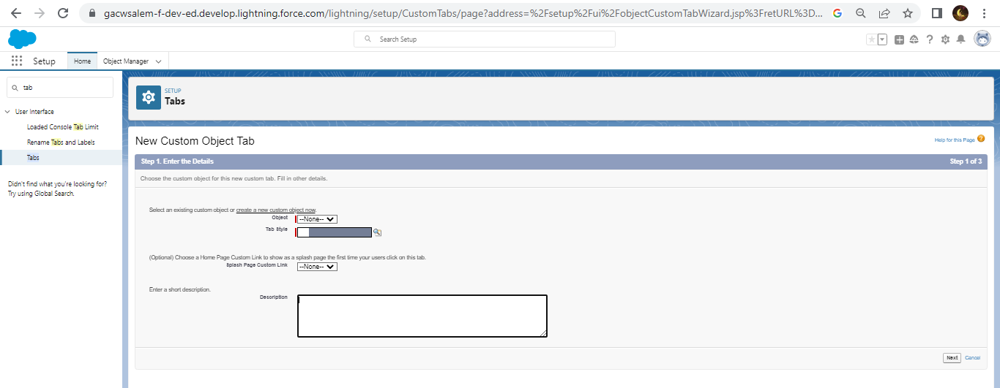 gacwsalem-f-dev-ed.develop.lightning.force.com/lightning/setup/CustomTabs/page?address=%2Fsetup%2Fui%2FobjectCustomTabWizard.jsp%3FretURL%3D...
Search Setup
Setup Home Object Manager
tab
User Interface
Loaded Console Tab Limit
Rename Tabs and Labels
Tabs
Didn't find what you're looking for?
Try using Global Search.
SETUP
Tabs
New Custom Object Tab
Help for this Page
Step 1. Enter the Details Step 1 of 3
Choose the custom object for this new custom tab. Fill in other details.
Select an existing custom object or create a new custom object now.
Object --None--
Tab Style
(Optional) Choose a Home Page Custom Link to show as a splash page the first time your users click on this tab.
Splash Page Custom Link --None--
Enter a short description.
Description
Next Cancel